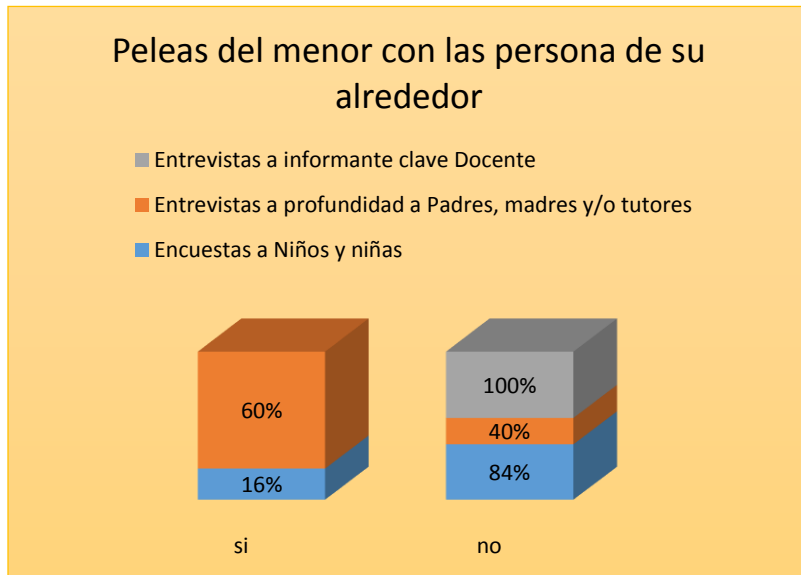 Peleas del menor con las persona de su
alrededor
Entrevistas a informante clave Docente
Entrevistas a profundidad a Padres, madres y/o tutores
Encuestas a Niños y niñas
60%
16%
100%
40%
84%
si
no